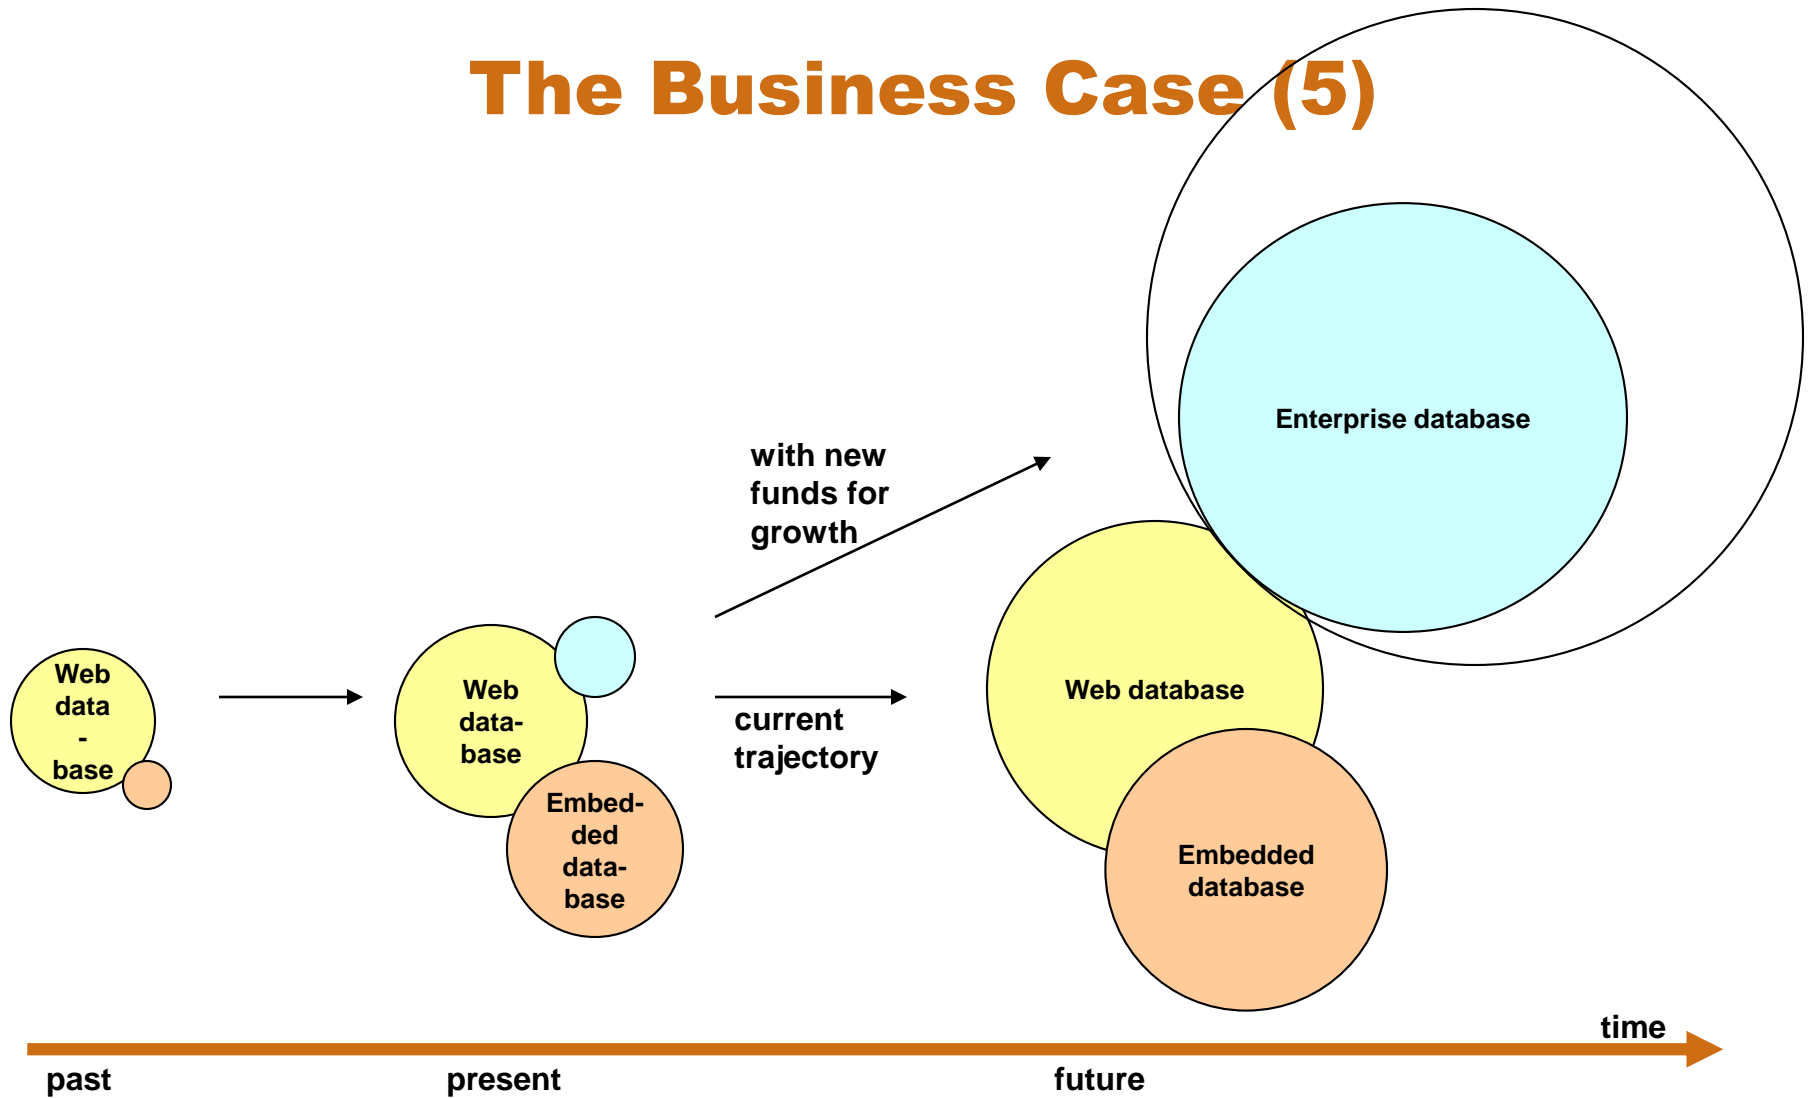 The Business Case (5)
Web
data
-
base
Web
data-
base
Embed-
ded
data-
base
with new
funds for
growth
current
trajectory
Enterprise database
Web database
Embedded
database
time
past
present
future